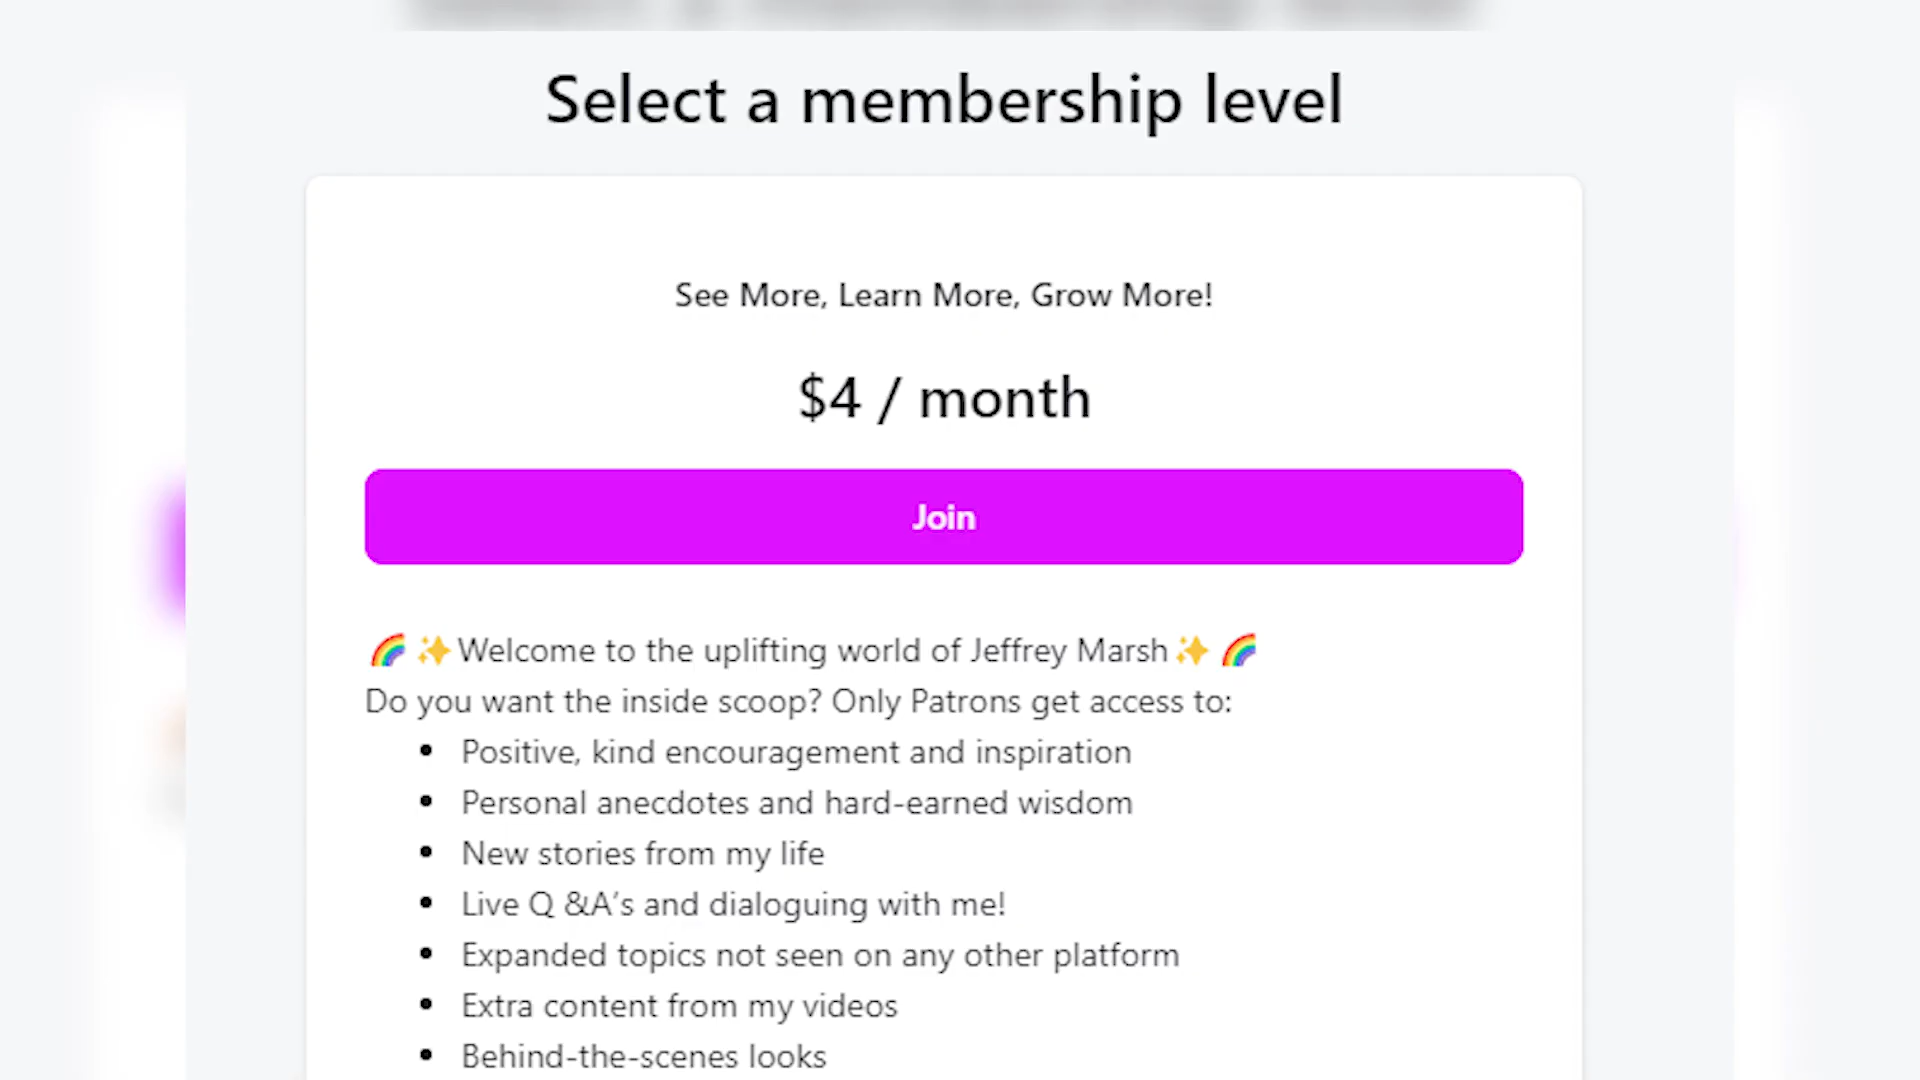 Select a membership level
See More, Learn More, Grow More!
$4 / month
Join
🌈✨Welcome to the uplifting world of Jeffrey Marsh✨🌈
Do you want the inside scoop? Only Patrons get access to:
• Positive, kind encouragement and inspiration
• Personal anecdotes and hard-earned wisdom
• New stories from my life
• Live Q &A’s and dialoguing with me!
• Expanded topics not seen on any other platform
• Extra content from my videos
• Behind-the-scenes looks